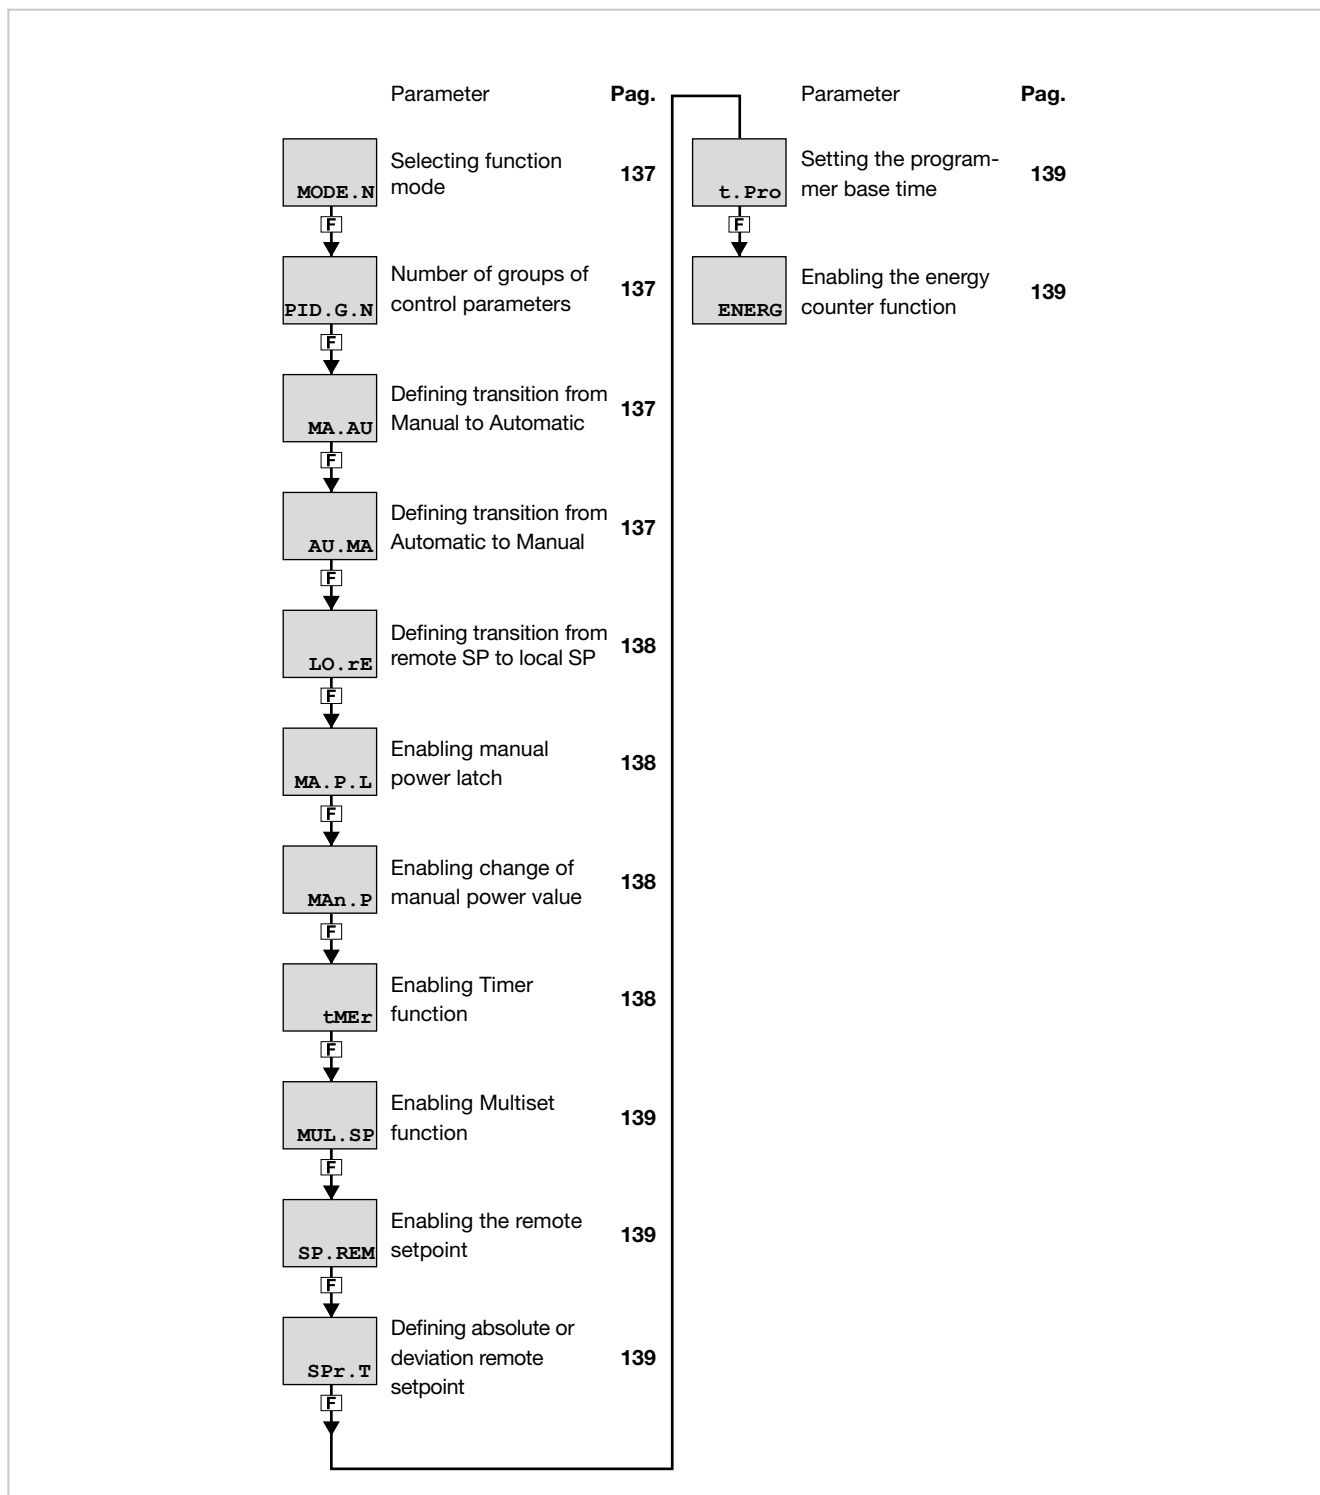 Parameter Pag.
MODE.N
Selecting function
mode
137
F
PID.G.N
Number of groups of
control parameters
137
F
MA.AU
Defining transition from
Manual to Automatic
137
F
AU.MA
Defining transition from
Automatic to Manual
137
F
LO.rE
Defining transition from
remote SP to local SP
138
F
MA.P.L
Enabling manual
power latch
138
F
MAn.P
Enabling change of
manual power value
138
F
tMEr
Enabling Timer
function
138
F
MUL.SP
Enabling Multiset
function
139
F
SP.REM
Enabling the remote
setpoint
139
F
SPr.T
Defining absolute or
deviation remote
setpoint
139
F
Parameter Pag.
t.Pro
Setting the program-
mer base time
139
F
ENERG
Enabling the energy
counter function
139